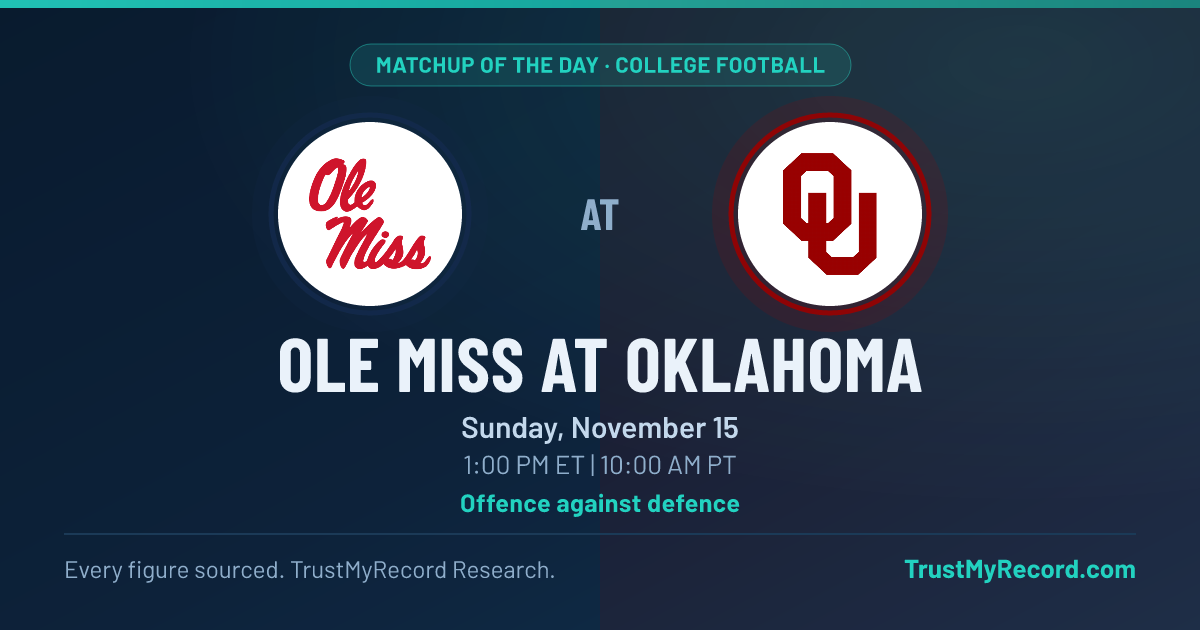 MATCHUP OF THE DAY · COLLEGE FOOTBALL
Ole
Miss
AT
OU
OLE MISS AT OKLAHOMA
Sunday, November 15
1:00 PM ET | 10:00 AM PT
Offence against defence
Every figure sourced. TrustMyRecord Research.
TrustMyRecord.com